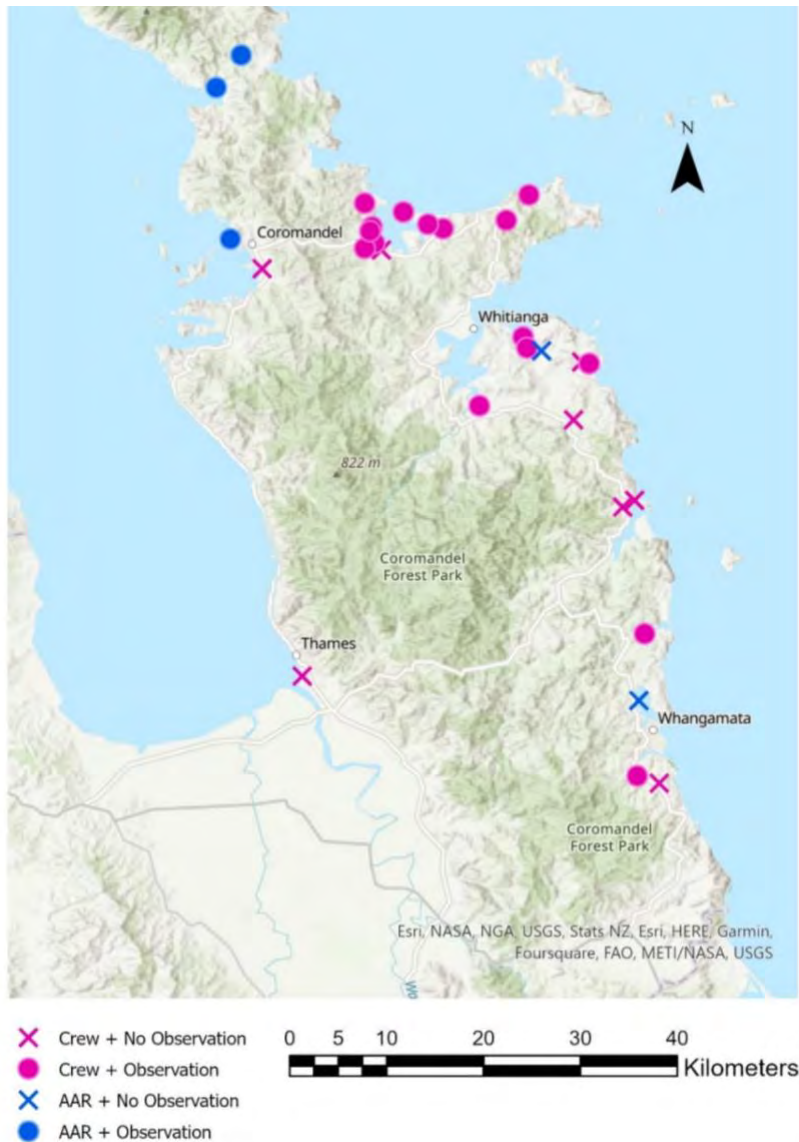 N
Coromandel
Whitianga
822 m
Coromandel
Forest Park
Thames
Whangamata
Coromandel
Forest Park
Esri, NASA, NGA, USGS, Stats NZ, Esri, HERE, Garmin,
Foursquare, FAO, METI/NASA, USGS
Crew + No Observation
Crew + Observation
AAR + No Observation
AAR + Observation
0 5 10 20 30 40
Kilometers